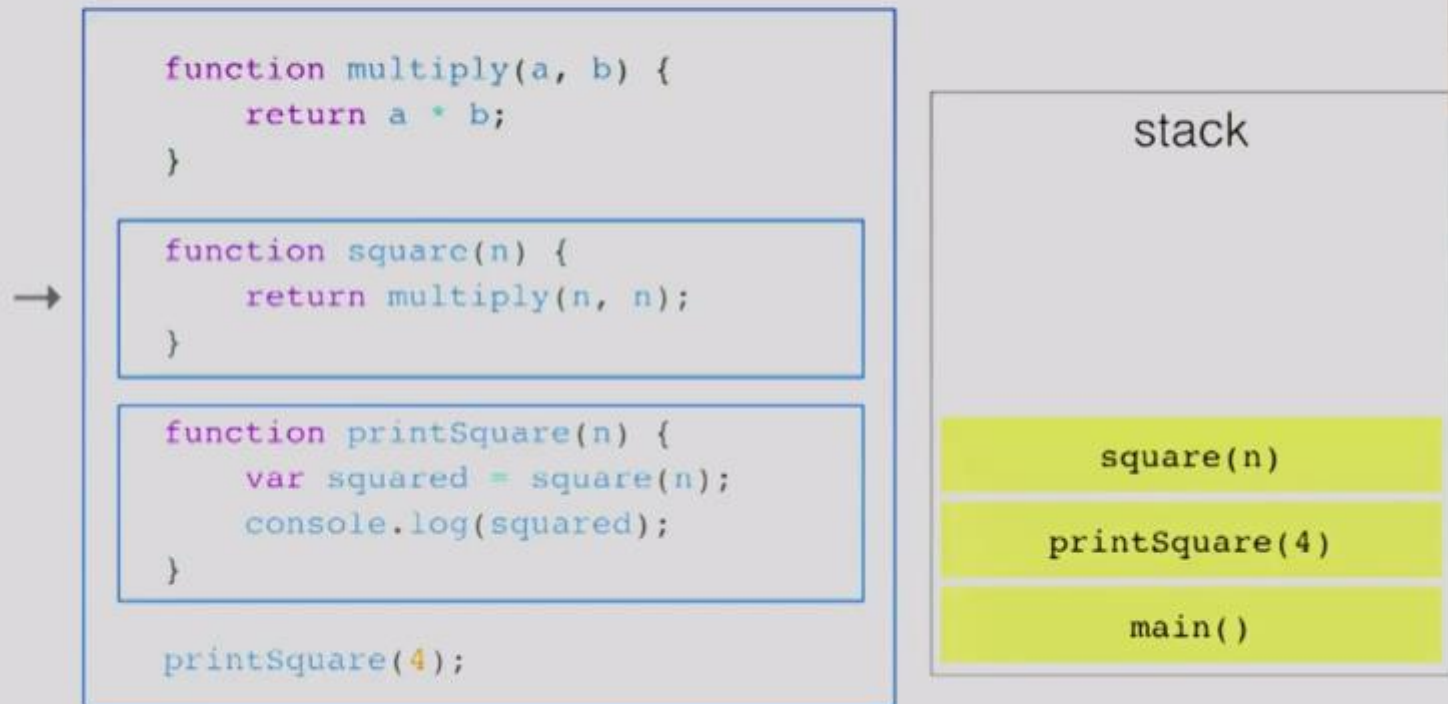 function multiply(a, b) {
return a * b;
}
function square(n) {
return multiply(n, n);
}
function printSquare(n) {
var squared = square(n);
console.log(squared);
}
printSquare(4);
stack
square(n)
printSquare(4)
main()